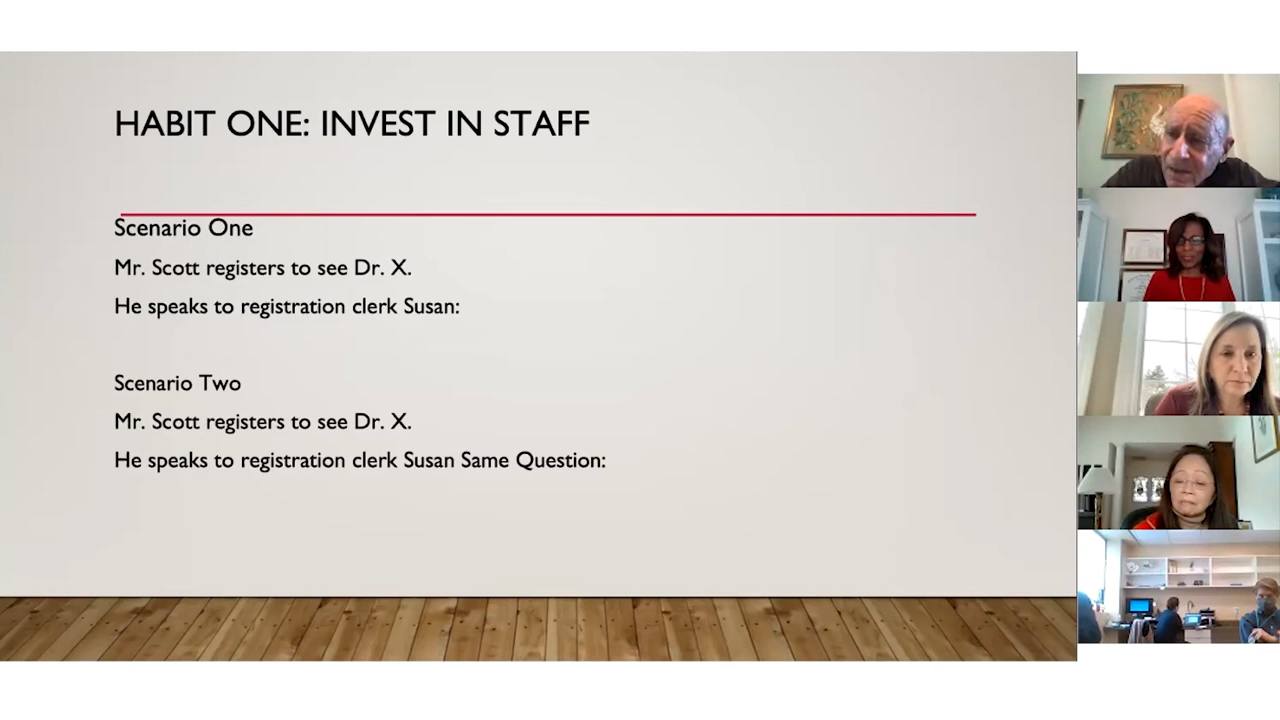 HABIT ONE: INVEST IN STAFF
Scenario One
Mr. Scott registers to see Dr. X.
He speaks to registration clerk Susan:
Scenario Two
Mr. Scott registers to see Dr. X.
He speaks to registration clerk Susan Same Question: